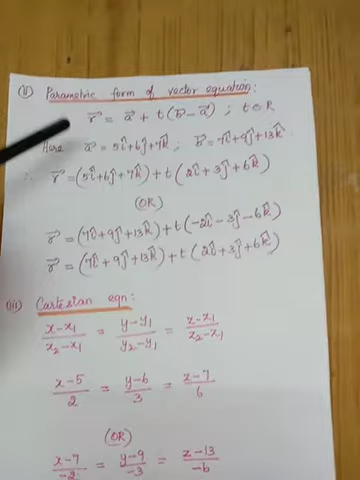 (ii) Parametric form of vector equation:
r⃗ = a⃗ + t(b⃗ - a⃗) ; t ∈ R
Here a⃗ = 5î+6ĵ+7k̂ ; b⃗ = 7î+9ĵ+13k̂
∴ r⃗ = (5î+6ĵ+7k̂) + t(2î+3ĵ+6k̂)
(OR)
r⃗ = (7î+9ĵ+13k̂) + t(-2î-3ĵ-6k̂)
r⃗ = (7î+9ĵ+13k̂) + t(2î+3ĵ+6k̂)
(iii) Cartesian eqn:
(x-x₁)/(x₂-x₁) = (y-y₁)/(y₂-y₁) = (z-z₁)/(z₂-z₁)
(x-5)/2 = (y-6)/3 = (z-7)/6
(OR)
(x-7)/-2 = (y-9)/-3 = (z-13)/-6